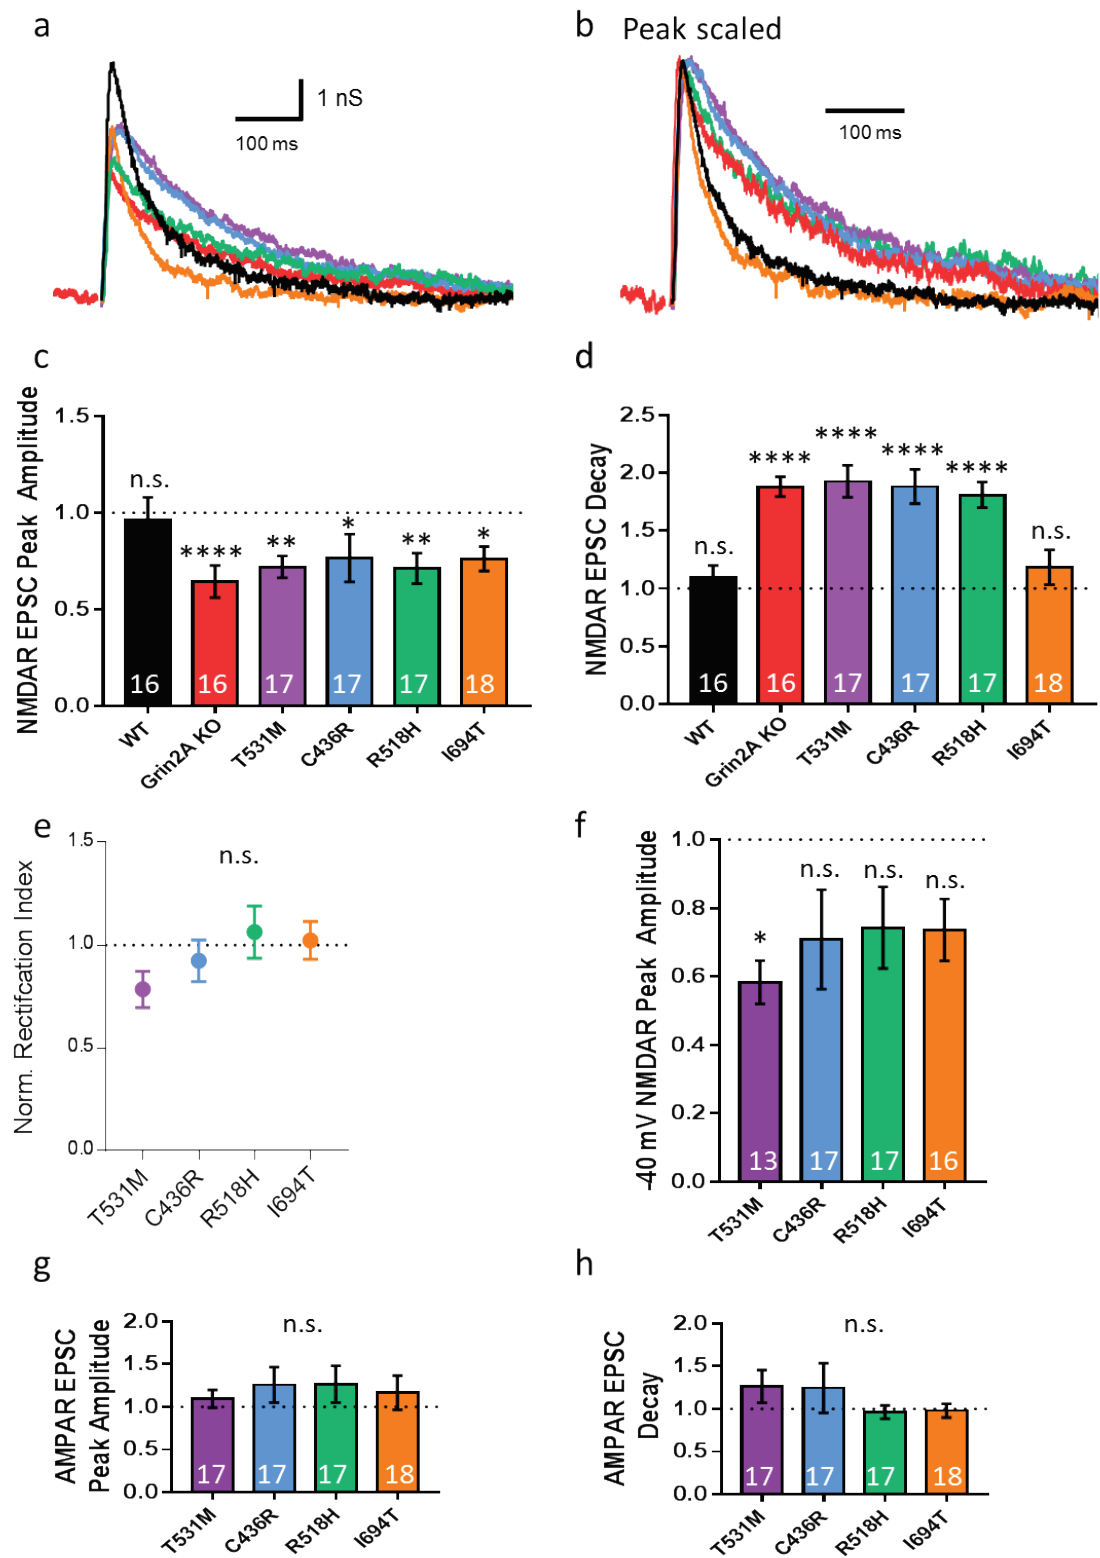 a
1 nS
100 ms
b Peak scaled
100 ms
c
NMDAR EPSC Peak Amplitude
1.5
1.0
0.5
0.0
n.s.
****
**
*
**
*
16
16
17
17
17
18
WT
Grin2A KO
T531M
C436R
R518H
I694T
d
NMDAR EPSC Decay
2.5
2.0
1.5
1.0
0.5
0.0
n.s.
****
****
****
****
n.s.
16
16
17
17
17
18
WT
Grin2A KO
T531M
C436R
R518H
I694T
e
Norm. Rectifcation Index
1.5
1.0
0.5
0.0
n.s.
T531M
C436R
R518H
I694T
f
-40 mV NMDAR Peak Amplitude
1.0
0.8
0.6
0.4
0.2
0.0
*
n.s.
n.s.
n.s.
13
17
17
16
T531M
C436R
R518H
I694T
g
AMPAR EPSC
Peak Amplitude
2.0
1.5
1.0
0.5
0.0
n.s.
17
17
17
18
T531M
C436R
R518H
I694T
h
AMPAR EPSC
Decay
2.0
1.5
1.0
0.5
0.0
n.s.
17
17
17
18
T531M
C436R
R518H
I694T